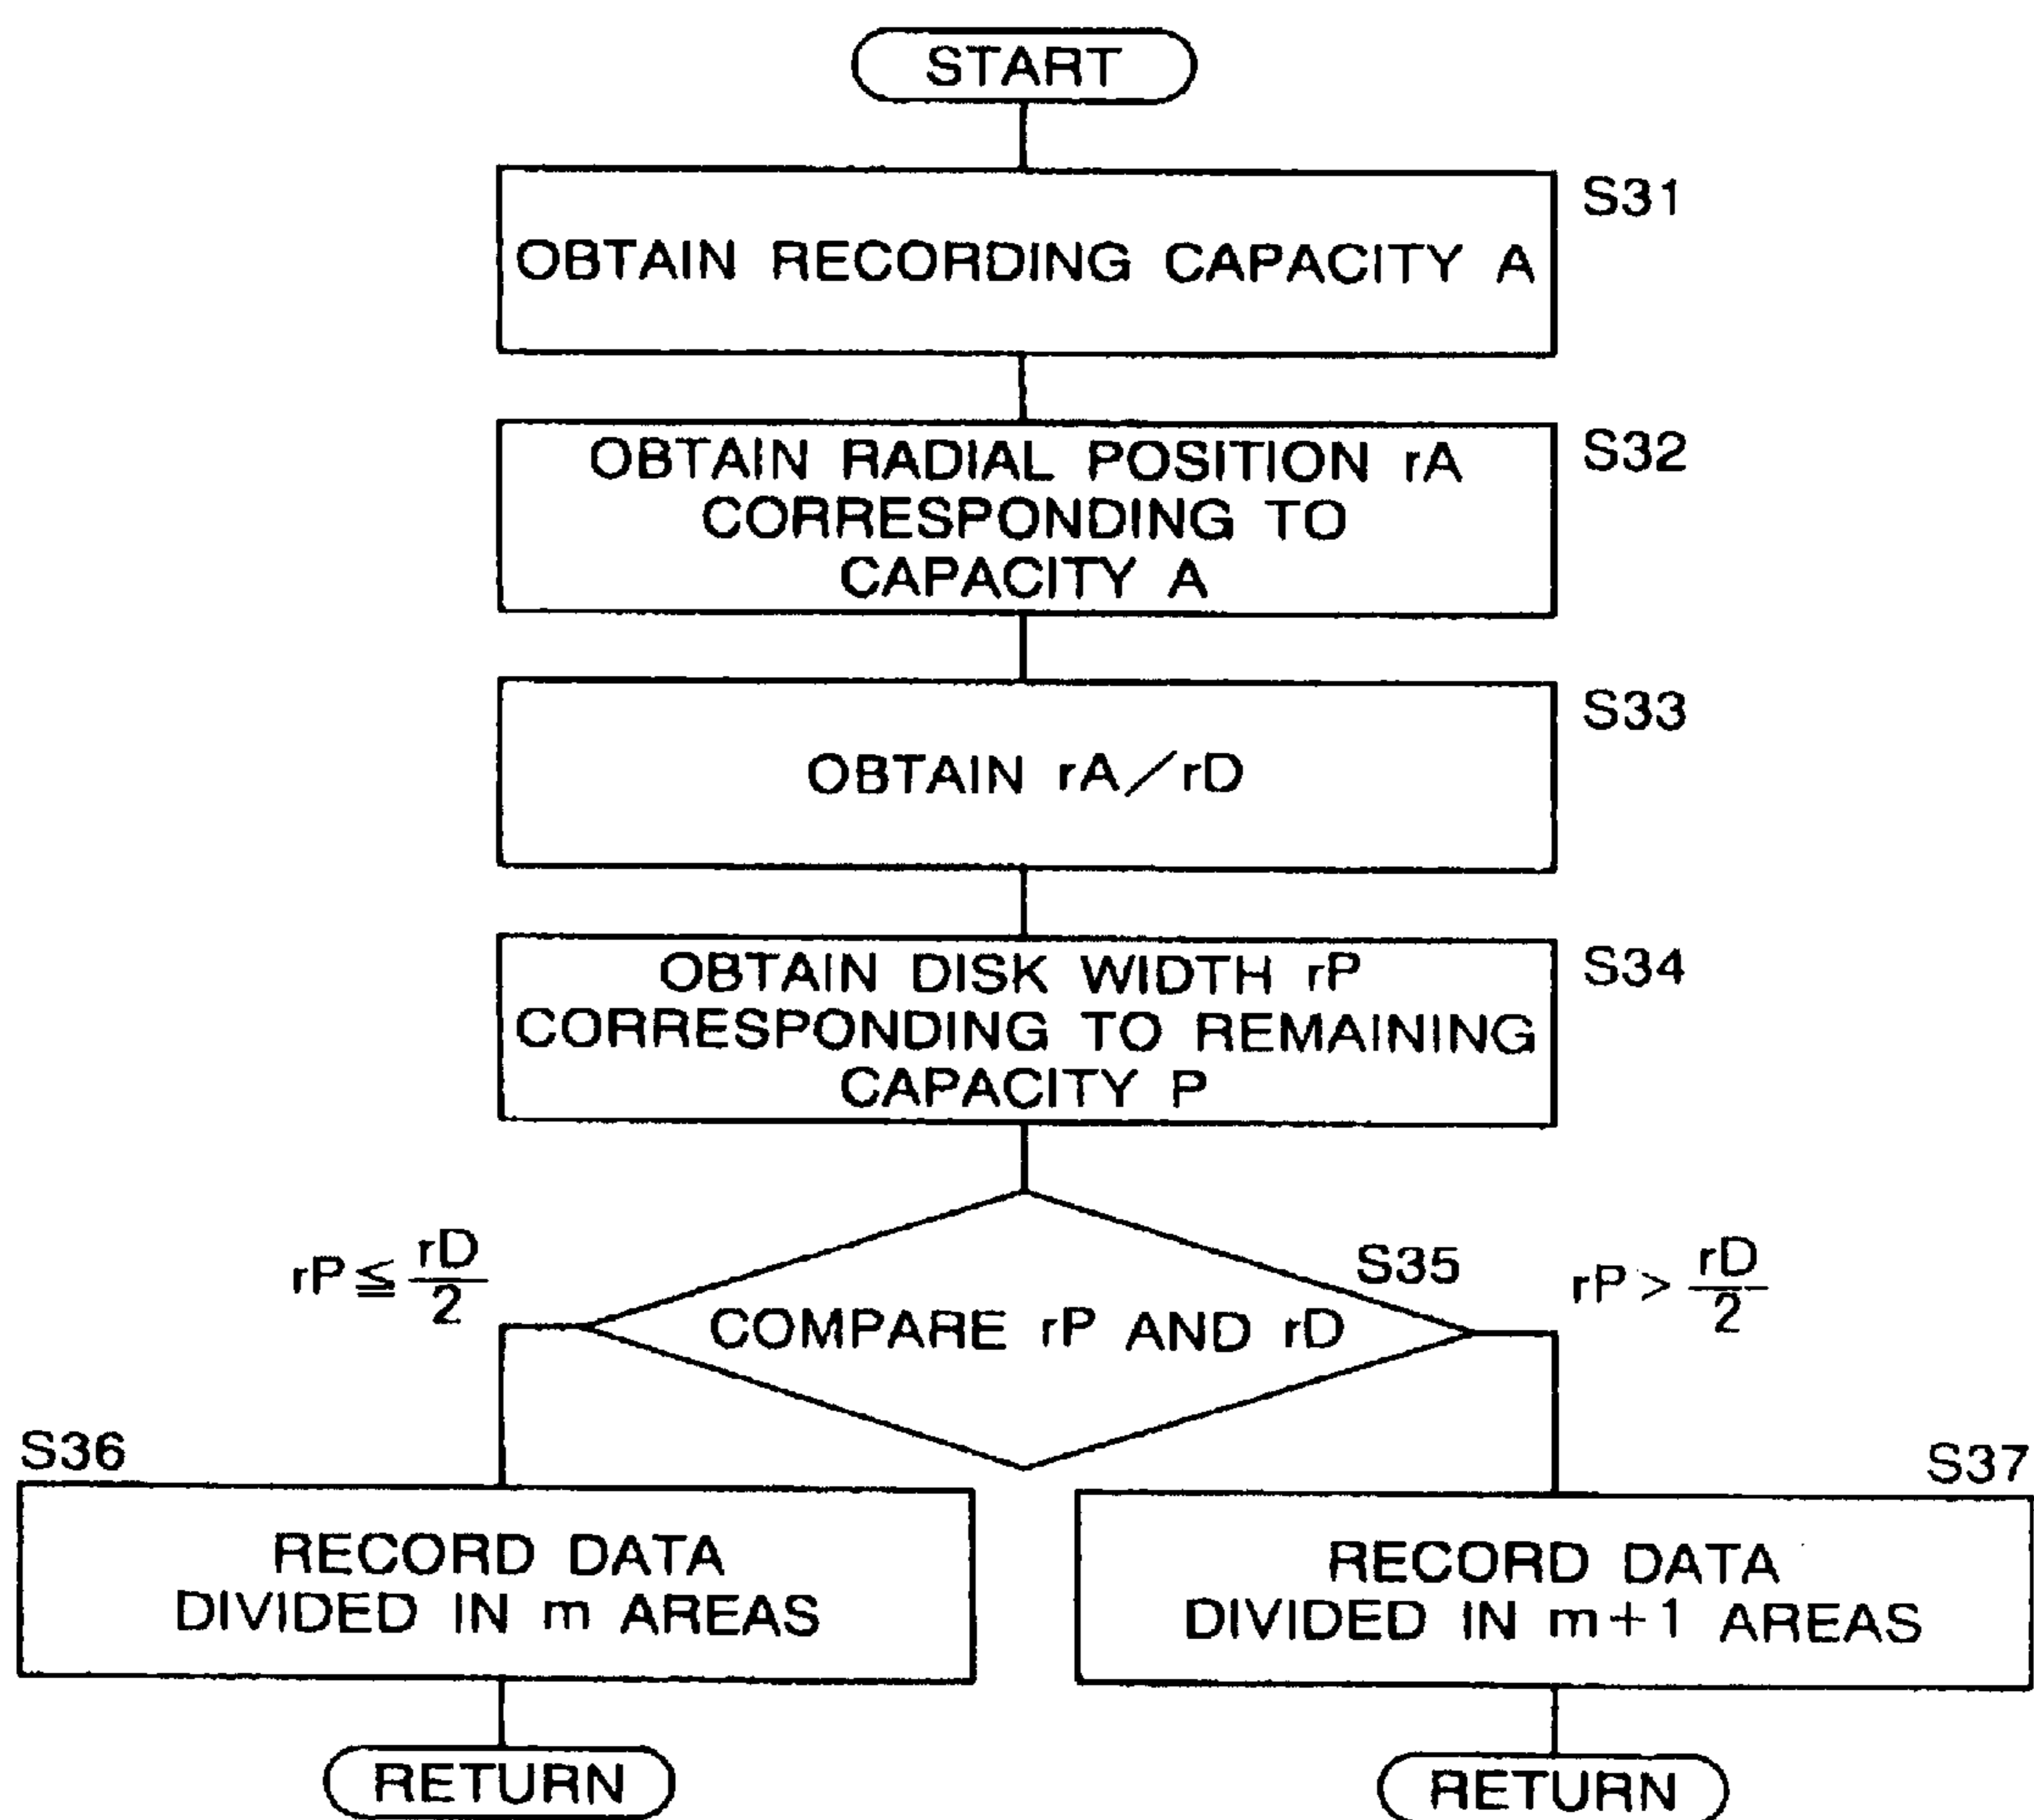 START
S31
OBTAIN RECORDING CAPACITY A
S32
OBTAIN RADIAL POSITION rA
CORRESPONDING TO
CAPACITY A
S33
OBTAIN rA/rD
S34
OBTAIN DISK WIDTH rP
CORRESPONDING TO REMAINING
CAPACITY P
rP≦rD/2
S35
rP>rD/2
COMPARE rP AND rD
S36
S37
RECORD DATA
DIVIDED IN m AREAS
RECORD DATA
DIVIDED IN m+1 AREAS
RETURN
RETURN